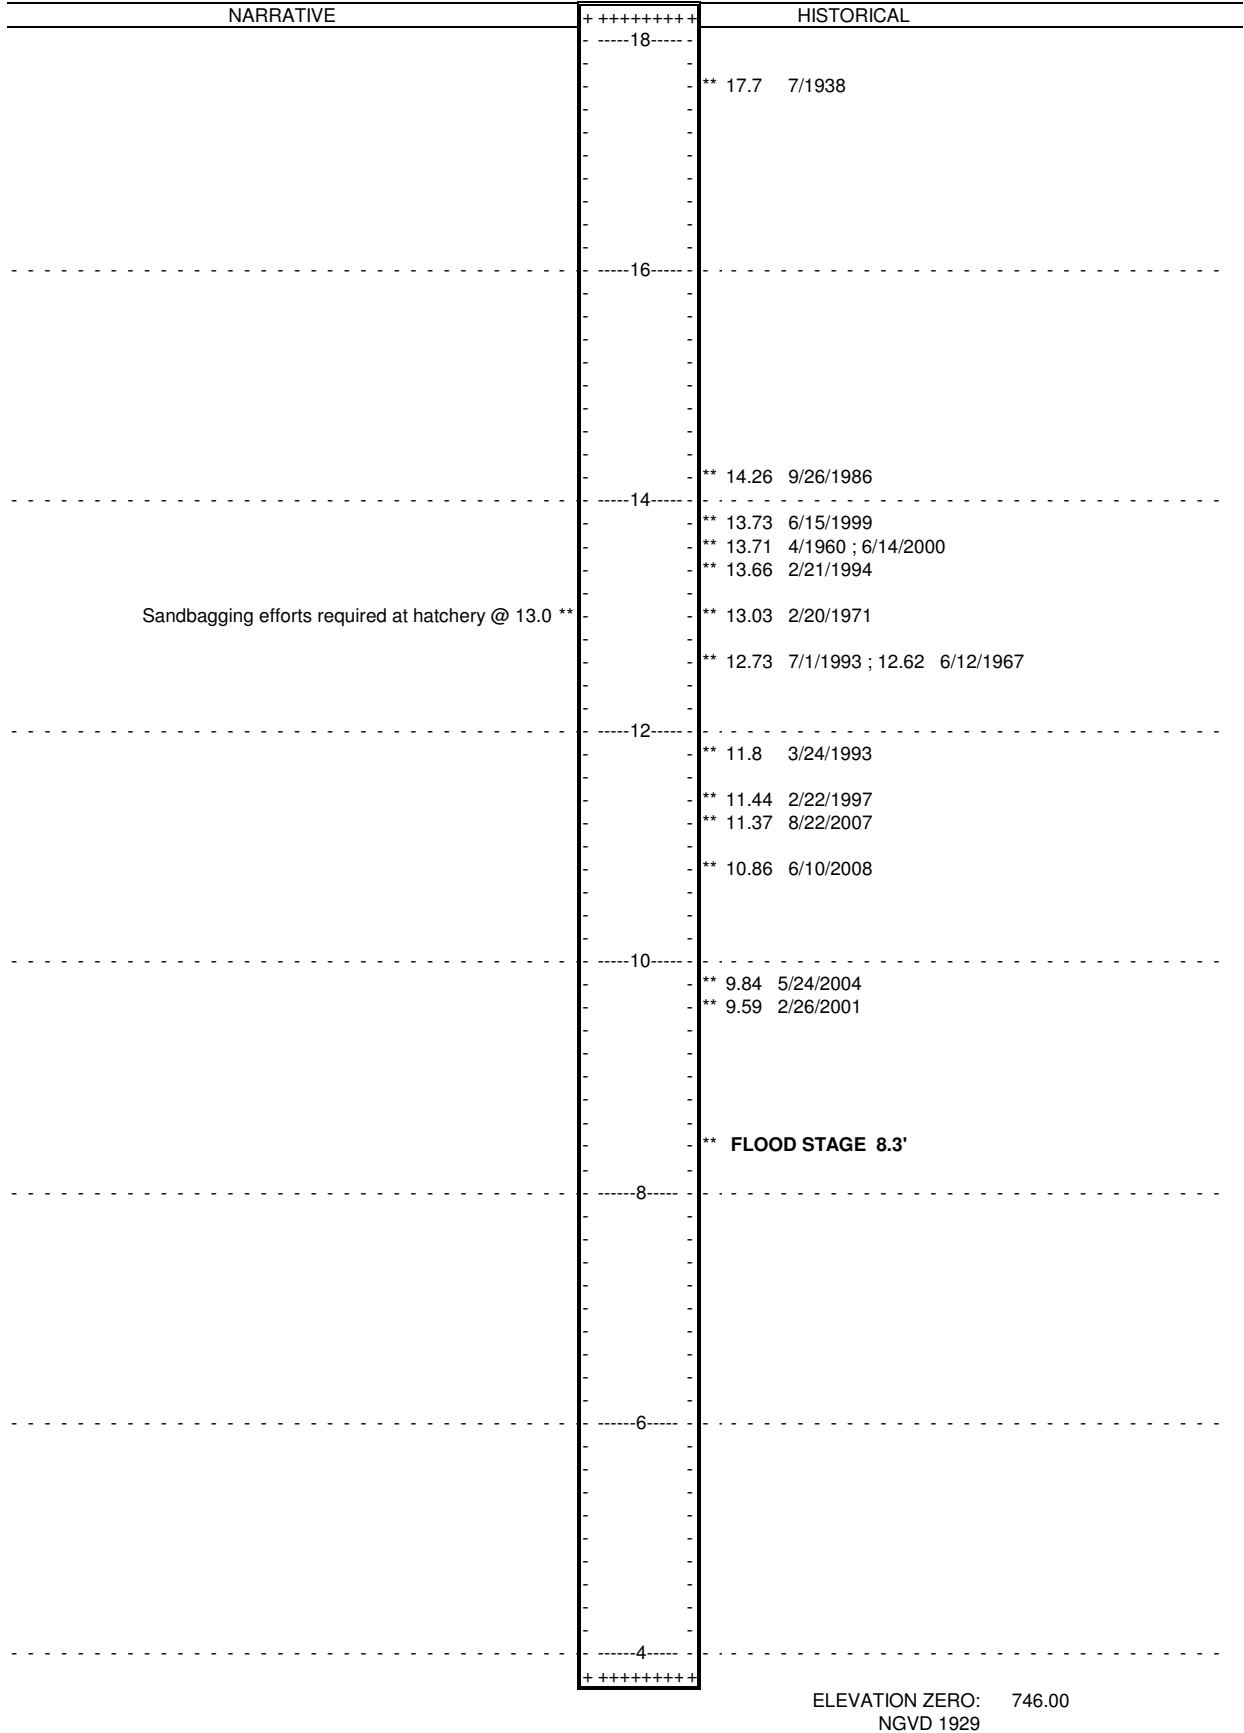 NARRATIVE + +++++++++ + HISTORICAL
- -----18----- -
** 17.7 7/1938
- -----16----- -
** 14.26 9/26/1986
- -----14----- -
** 13.73 6/15/1999
** 13.71 4/1960 ; 6/14/2000
** 13.66 2/21/1994
Sandbagging efforts required at hatchery @ 13.0 ** ** 13.03 2/20/1971
** 12.73 7/1/1993 ; 12.62 6/12/1967
- -----12----- -
** 11.8 3/24/1993
** 11.44 2/22/1997
** 11.37 8/22/2007
** 10.86 6/10/2008
- -----10----- -
** 9.84 5/24/2004
** 9.59 2/26/2001
** FLOOD STAGE 8.3'
- ------8----- -
- ------6----- -
- ------4----- -
+ +++++++++ +
ELEVATION ZERO: 746.00
NGVD 1929